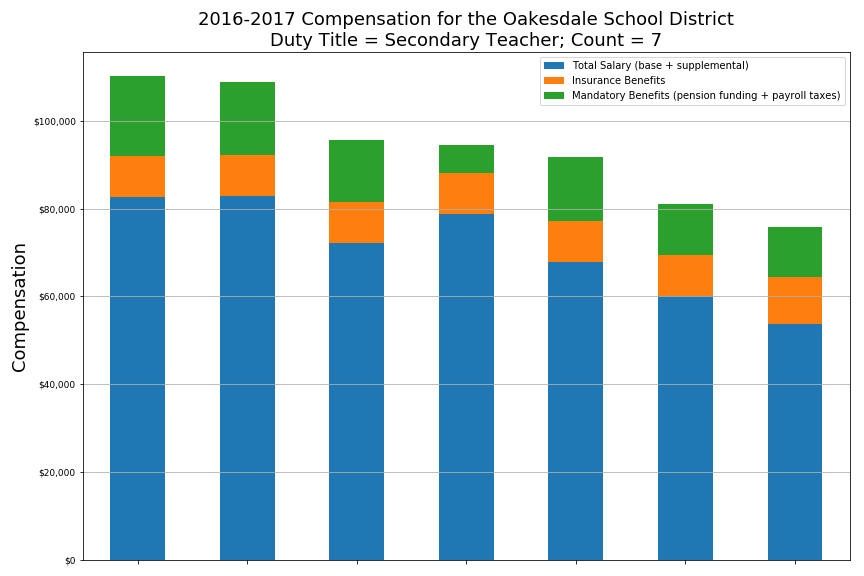 2016-2017 Compensation for the Oakesdale School District
Duty Title = Secondary Teacher; Count = 7
Total Salary (base + supplemental)
Insurance Benefits
Mandatory Benefits (pension funding + payroll taxes)
Compensation
$100,000
$80,000
$60,000
$40,000
$20,000
$0